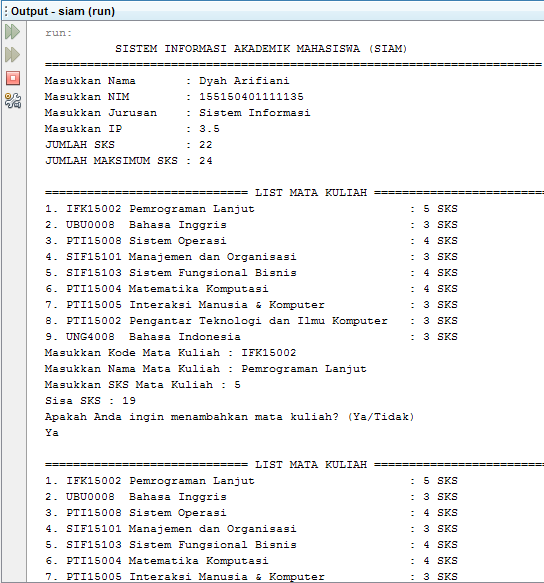 Output - siam (run)
run:
SISTEM INFORMASI AKADEMIK MAHASISWA (SIAM)
=======================================================================
Masukkan Nama       : Dyah Arifiani
Masukkan NIM        : 155150401111135
Masukkan Jurusan    : Sistem Informasi
Masukkan IP         : 3.5
JUMLAH SKS          : 22
JUMLAH MAKSIMUM SKS : 24
============================= LIST MATA KULIAH =========================
1. IFK15002 Pemrograman Lanjut                      : 5 SKS
2. UBU0008  Bahasa Inggris                          : 3 SKS
3. PTI15008 Sistem Operasi                          : 4 SKS
4. SIF15101 Manajemen dan Organisasi                : 3 SKS
5. SIF15103 Sistem Fungsional Bisnis                : 4 SKS
6. PTI15004 Matematika Komputasi                    : 4 SKS
7. PTI15005 Interaksi Manusia & Komputer            : 3 SKS
8. PTI15002 Pengantar Teknologi dan Ilmu Komputer   : 3 SKS
9. UNG4008  Bahasa Indonesia                        : 3 SKS
Masukkan Kode Mata Kuliah : IFK15002
Masukkan Nama Mata Kuliah : Pemrograman Lanjut
Masukkan SKS Mata Kuliah : 5
Sisa SKS : 19
Apakah Anda ingin menambahkan mata kuliah? (Ya/Tidak)
Ya
============================= LIST MATA KULIAH =========================
1. IFK15002 Pemrograman Lanjut                      : 5 SKS
2. UBU0008  Bahasa Inggris                          : 3 SKS
3. PTI15008 Sistem Operasi                          : 4 SKS
4. SIF15101 Manajemen dan Organisasi                : 3 SKS
5. SIF15103 Sistem Fungsional Bisnis                : 4 SKS
6. PTI15004 Matematika Komputasi                    : 4 SKS
7. PTI15005 Interaksi Manusia & Komputer            : 3 SKS